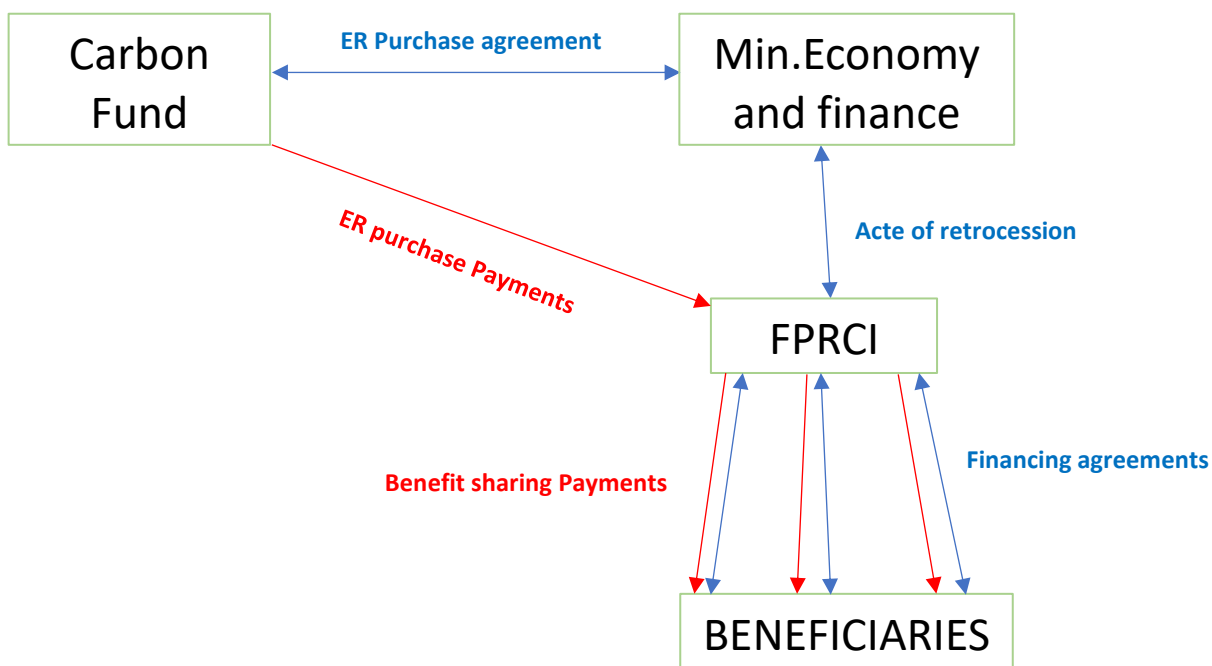 Carbon
Fund
ER Purchase agreement
Min.Economy
and finance
ER purchase Payments
Acte of retrocession
FPRCI
Benefit sharing Payments
Financing agreements
BENEFICIARIES